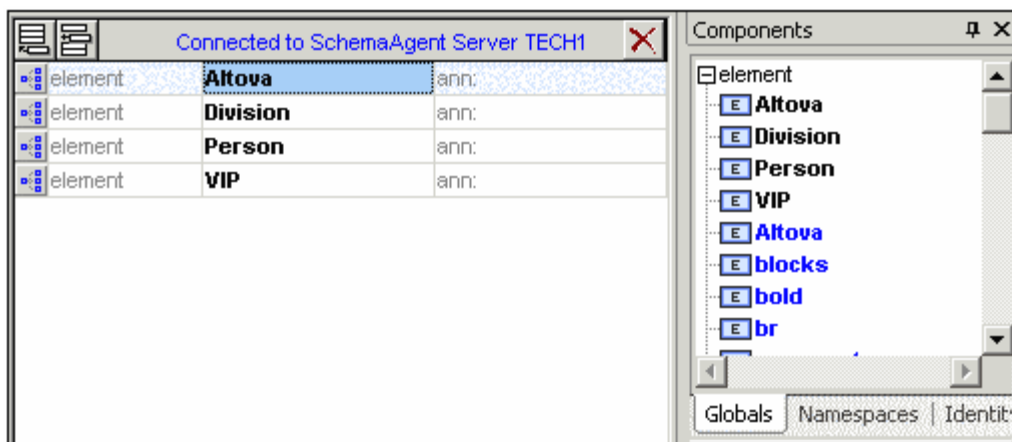 Connected to SchemaAgent Server TECH1
element Altova ann:
element Division ann:
element Person ann:
element VIP ann:
Components
element
E Altova
E Division
E Person
E VIP
E Altova
E blocks
E bold
E br
Globals Namespaces Identit